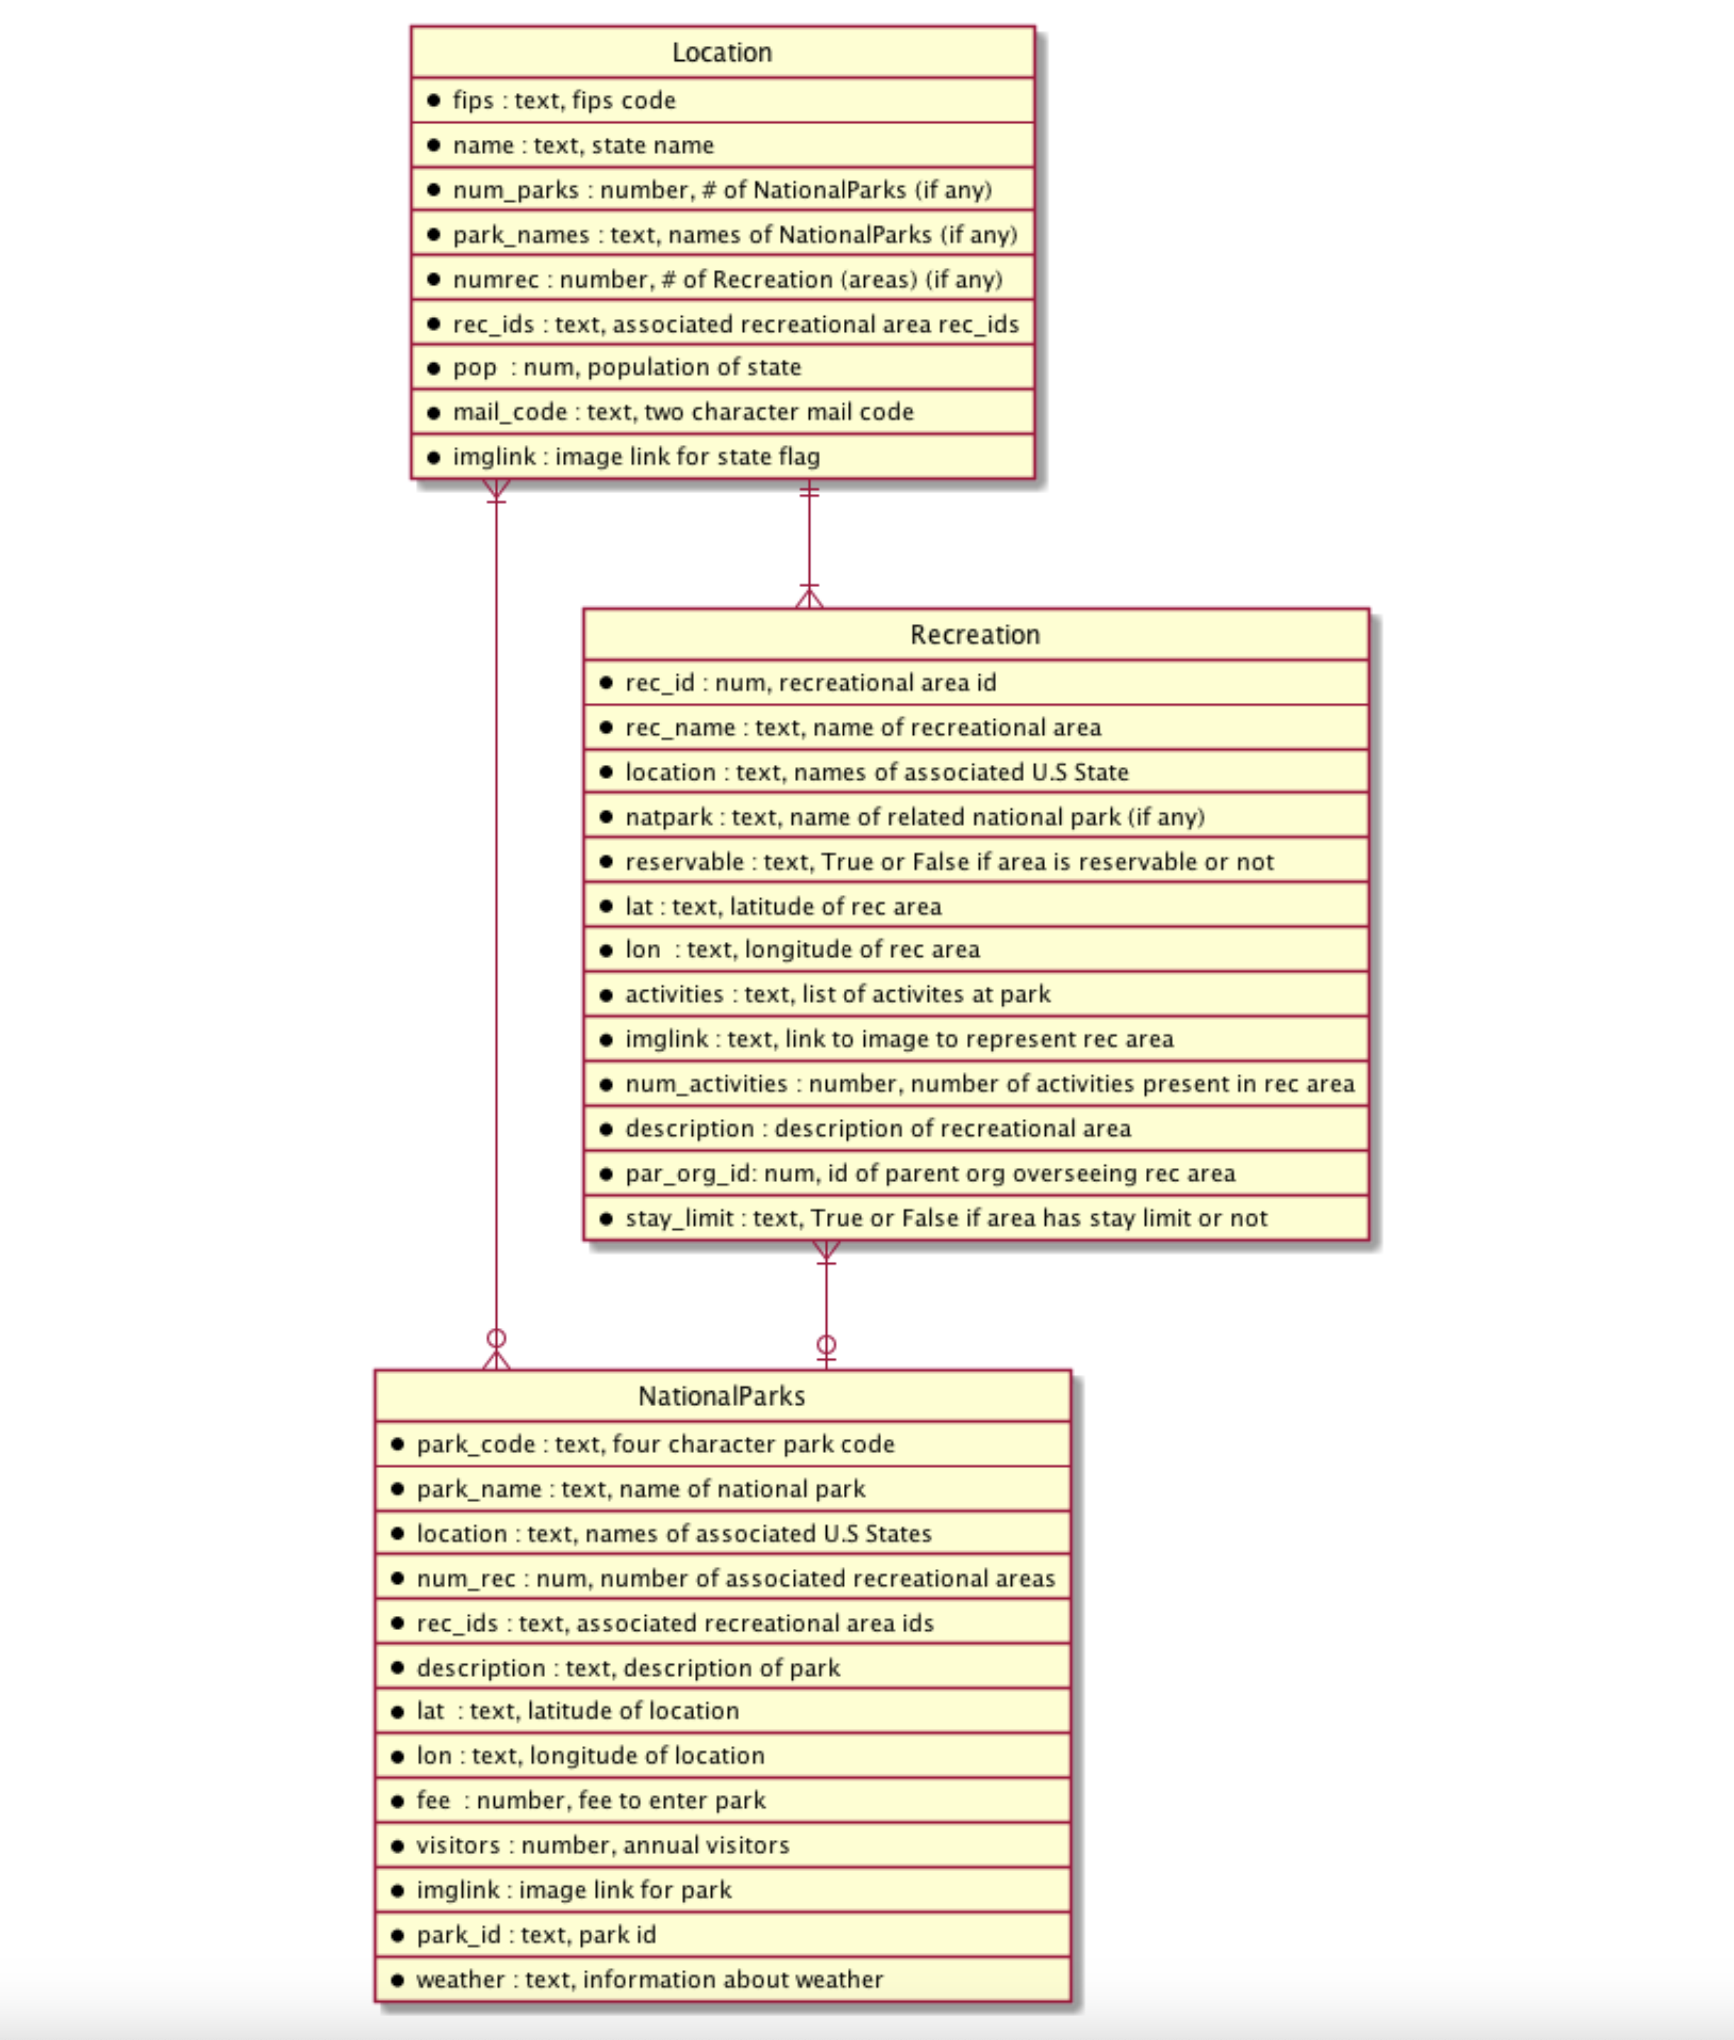 Location
fips : text, fips code
name : text, state name
num_parks : number, # of NationalParks (if any)
park_names : text, names of NationalParks (if any)
numrec : number, # of Recreation (areas) (if any)
rec_ids : text, associated recreational area rec_ids
pop  : num, population of state
mail_code : text, two character mail code
imglink : image link for state flag
Recreation
rec_id : num, recreational area id
rec_name : text, name of recreational area
location : text, names of associated U.S State
natpark : text, name of related national park (if any)
reservable : text, True or False if area is reservable or not
lat : text, latitude of rec area
lon  : text, longitude of rec area
activities : text, list of activites at park
imglink : text, link to image to represent rec area
num_activities : number, number of activities present in rec area
description : description of recreational area
par_org_id: num, id of parent org overseeing rec area
stay_limit : text, True or False if area has stay limit or not
NationalParks
park_code : text, four character park code
park_name : text, name of national park
location : text, names of associated U.S States
num_rec : num, number of associated recreational areas
rec_ids : text, associated recreational area ids
description : text, description of park
lat  : text, latitude of location
lon : text, longitude of location
fee  : number, fee to enter park
visitors : number, annual visitors
imglink : image link for park
park_id : text, park id
weather : text, information about weather